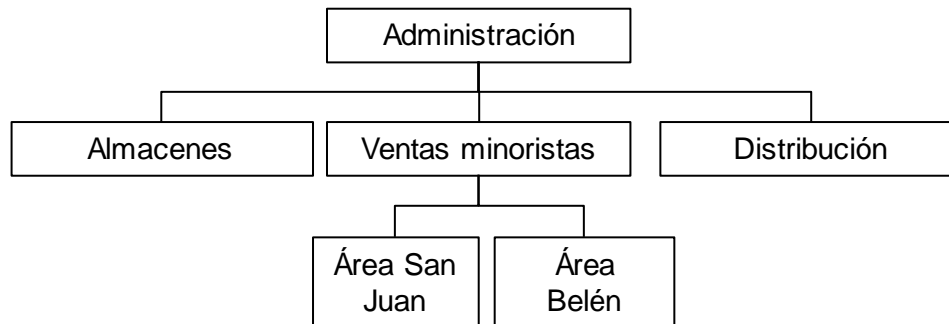 Administración
Almacenes
Ventas minoristas
Distribución
Área San
Juan
Área
Belén